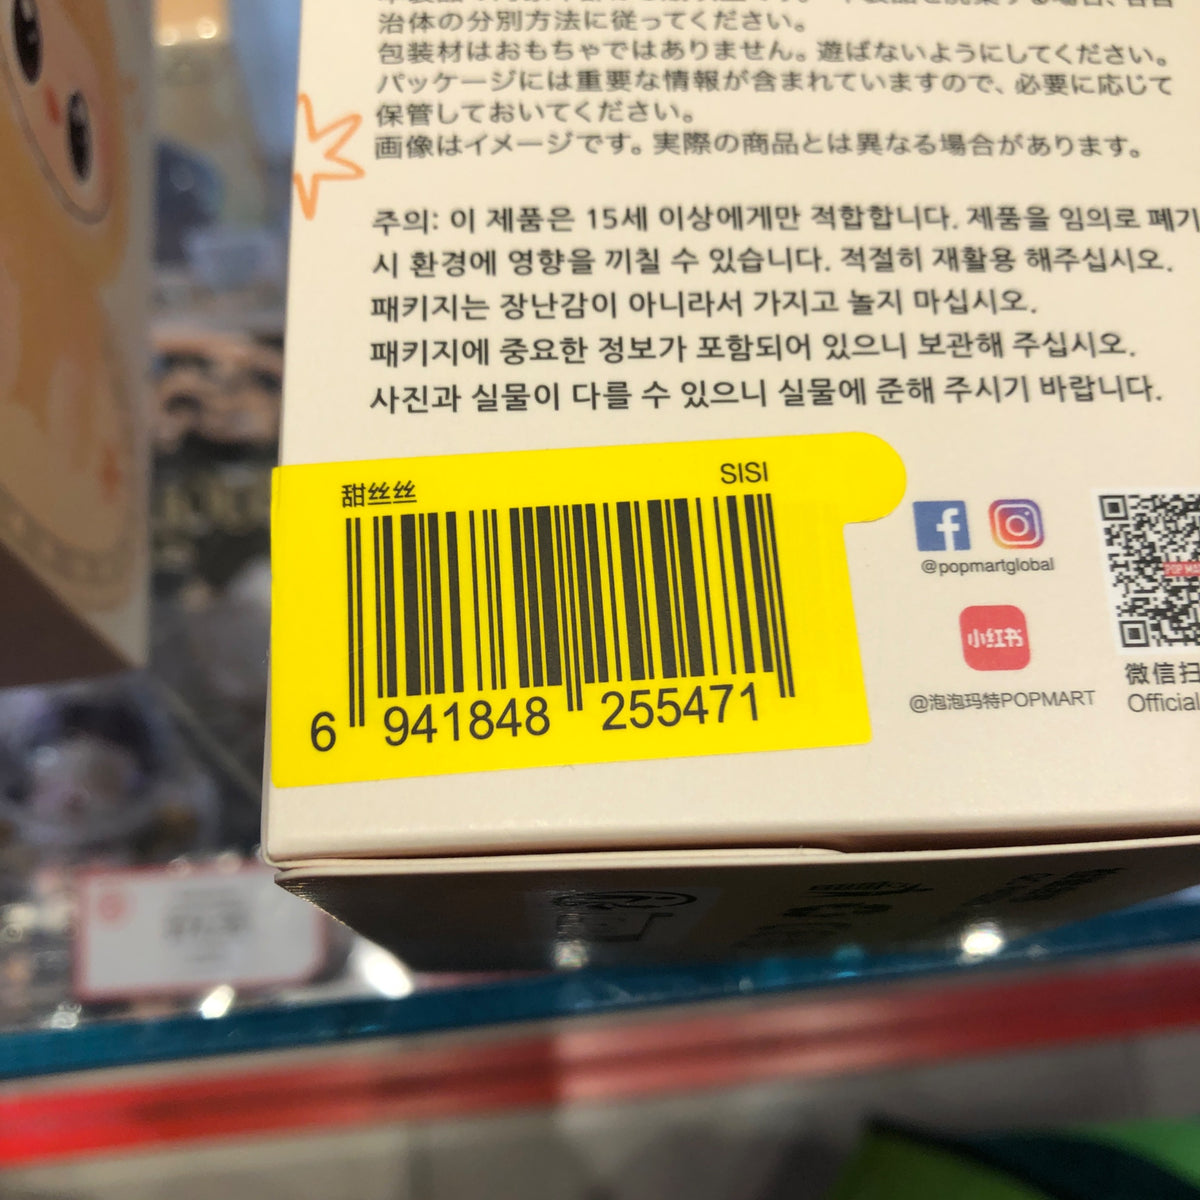 治体の分別方法に従ってください。
包装材はおもちゃではありません。遊ばないようにしてください。
パッケージには重要な情報が含まれていますので、必要に応じて
保管しておいてください。
画像はイメージです。実際の商品とは異なる場合があります。
주의: 이 제품은 15세 이상에게만 적합합니다. 제품을 임의로 폐기
시 환경에 영향을 끼칠 수 있습니다. 적절히 재활용 해주십시오.
패키지는 장난감이 아니라서 가지고 놀지 마십시오.
패키지에 중요한 정보가 포함되어 있으니 보관해 주십시오.
사진과 실물이 다를 수 있으니 실물에 준해 주시기 바랍니다.
甜丝丝 SISI
6 941848 255471
@popmartglobal
小红书
@泡泡玛特POPMART
POP MA
微信扫
Official